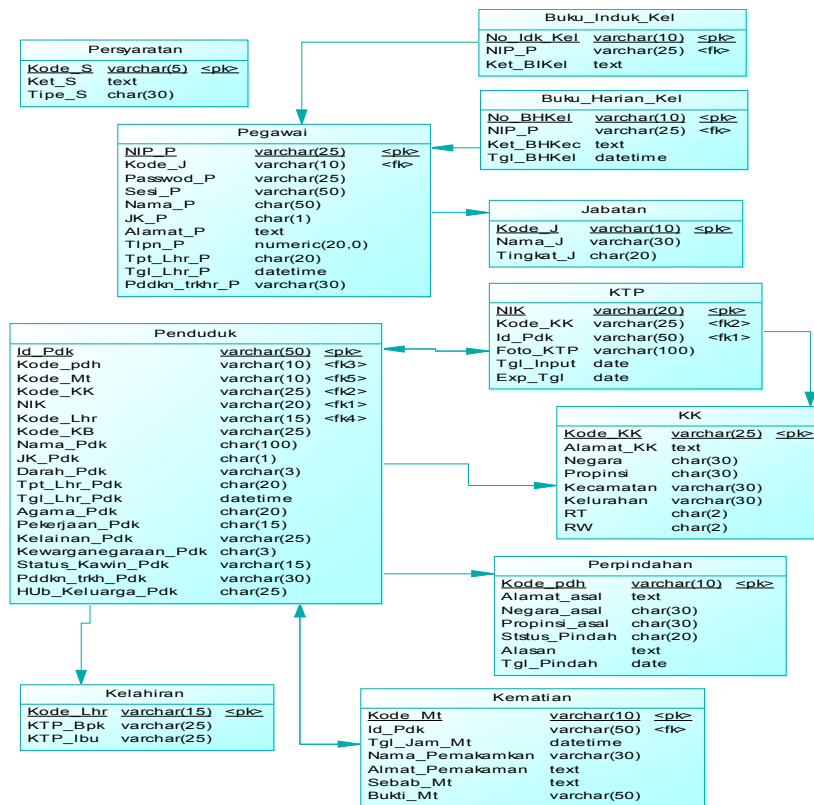 Persyaratan
Kode_S varchar(5) <pk>
Ket_S text
Tipe_S char(30)
Buku_Induk_Kel
No_Idk_Kel varchar(10) <pk>
NIP_P varchar(25) <fk>
Ket_BIKel text
Buku_Harian_Kel
No_BHKel varchar(10) <pk>
NIP_P varchar(25) <fk>
Ket_BHKec text
Tgl_BHKel datetime
Pegawai
NIP_P varchar(25) <pk>
Kode_J varchar(10) <fk>
Passwod_P varchar(25)
Sesi_P varchar(50)
Nama_P char(50)
JK_P char(1)
Alamat_P text
Tlpn_P numeric(20,0)
Tpt_Lhr_P char(20)
Tgl_Lhr_P datetime
Pddkn_trkhr_P varchar(30)
Jabatan
Kode_J varchar(10) <pk>
Nama_J varchar(30)
Tingkat_J char(20)
KTP
NIK varchar(20) <pk>
Kode_KK varchar(25) <fk2>
Id_Pdk varchar(50) <fk1>
Foto_KTP varchar(100)
Tgl_Input date
Exp_Tgl date
Penduduk
Id_Pdk varchar(50) <pk>
Kode_pdh varchar(10) <fk3>
Kode_Mt varchar(10) <fk5>
Kode_KK varchar(25) <fk2>
NIK varchar(20) <fk1>
Kode_Lhr varchar(15) <fk4>
Kode_KB varchar(25)
Nama_Pdk char(100)
JK_Pdk char(1)
Darah_Pdk varchar(3)
Tpt_Lhr_Pdk char(20)
Tgl_Lhr_Pdk datetime
Agama_Pdk char(20)
Pekerjaan_Pdk char(15)
Kelainan_Pdk varchar(25)
Kewarganegaraan_Pdk char(3)
Status_Kawin_Pdk varchar(15)
Pddkn_trkh_Pdk varchar(30)
HUb_Keluarga_Pdk char(25)
KK
Kode_KK varchar(25) <pk>
Alamat_KK text
Negara char(30)
Propinsi char(30)
Kecamatan varchar(30)
Kelurahan varchar(30)
RT char(2)
RW char(2)
Perpindahan
Kode_pdh varchar(10) <pk>
Alamat_asal text
Negara_asal char(30)
Propinsi_asal char(30)
Ststus_Pindah char(20)
Alasan text
Tgl_Pindah date
Kelahiran
Kode_Lhr varchar(15) <pk>
KTP_Bpk varchar(25)
KTP_Ibu varchar(25)
Kematian
Kode_Mt varchar(10) <pk>
Id_Pdk varchar(50) <fk>
Tgl_Jam_Mt datetime
Nama_Pemakamkan varchar(30)
Almat_Pemakaman text
Sebab_Mt text
Bukti_Mt varchar(50)